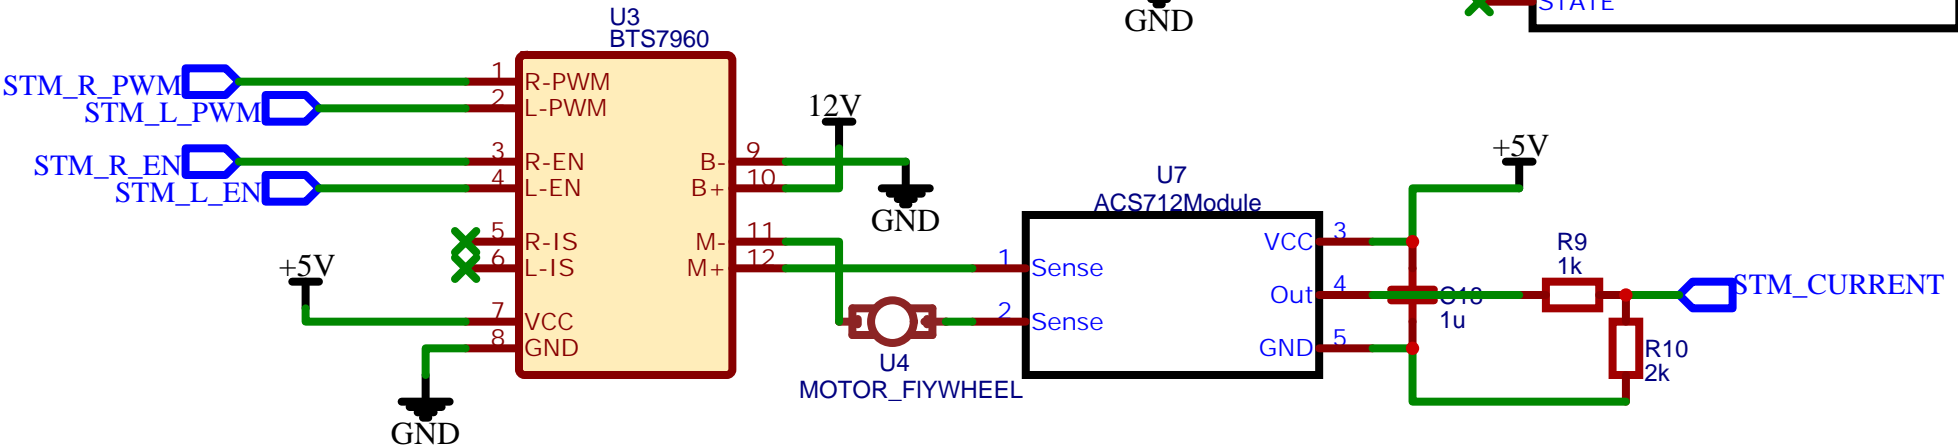 GND
STATE
U3
BTS7960
STM_R_PWM
1
R-PWM
STM_L_PWM
2
L-PWM
STM_R_EN
3
R-EN
STM_L_EN
4
L-EN
5
R-IS
6
L-IS
+5V
7
VCC
8
GND
GND
12V
B-
9
B+
10
GND
M-
11
M+
12
U4
MOTOR_FlYWHEEL
U7
ACS712Module
1
Sense
2
Sense
VCC
3
Out
4
GND
5
+5V
C13
1u
R9
1k
STM_CURRENT
R10
2k